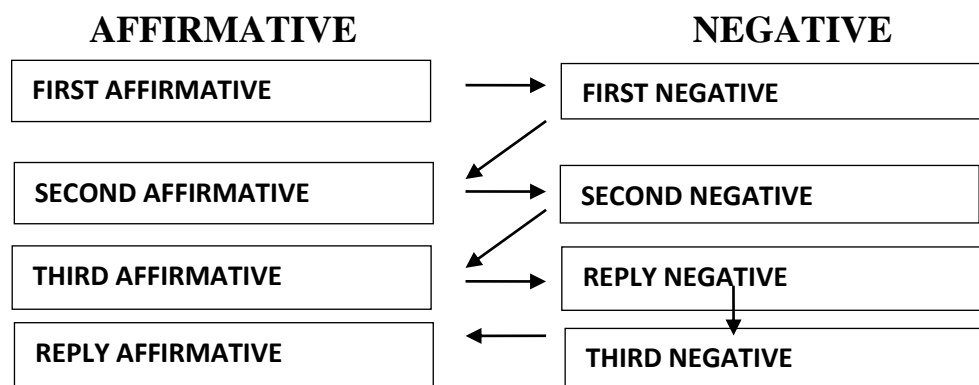 AFFIRMATIVE NEGATIVE
FIRST AFFIRMATIVE FIRST NEGATIVE
SECOND AFFIRMATIVE SECOND NEGATIVE
THIRD AFFIRMATIVE REPLY NEGATIVE
REPLY AFFIRMATIVE THIRD NEGATIVE